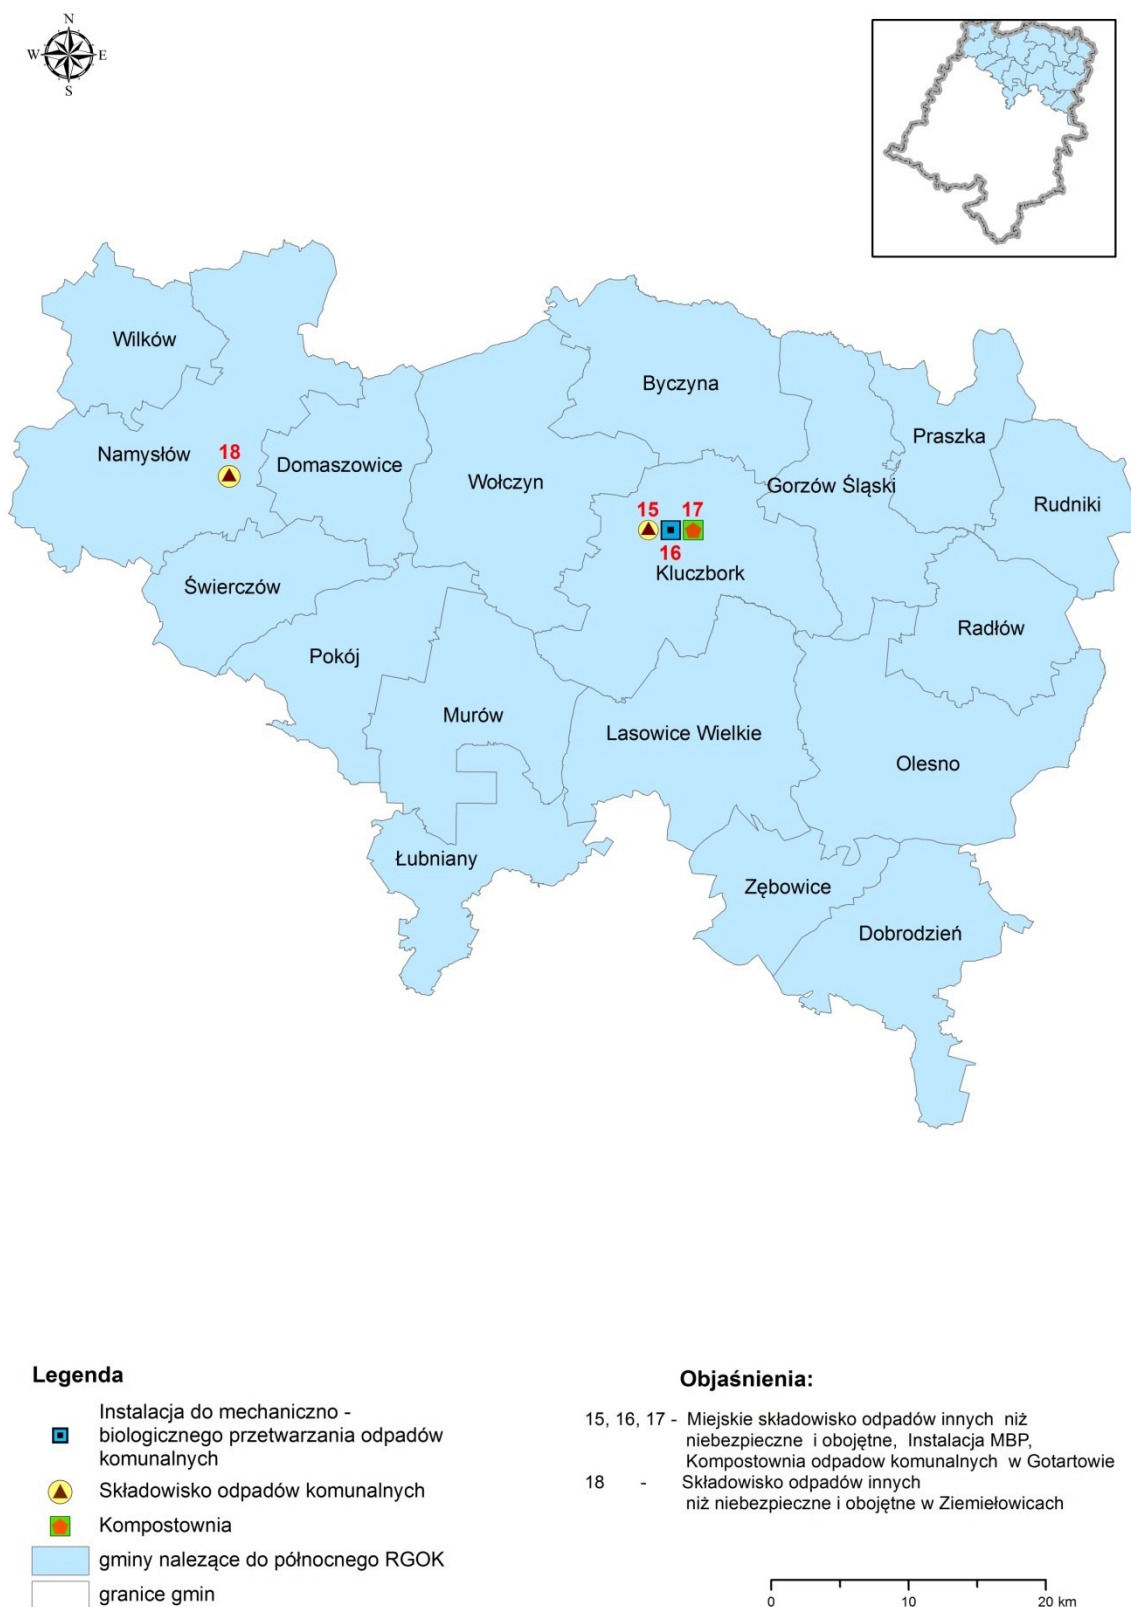 N
W E
S
Wilków
Byczyna
Praszka
Namysłów
18
Domaszowice
Wołczyn
Gorzów Śląski
Rudniki
15 17
16
Kluczbork
Świerczów
Radłów
Pokój
Murów
Lasowice Wielkie
Olesno
Łubniany
Zębowice
Dobrodzień
Legenda
Instalacja do mechaniczno -
biologicznego przetwarzania odpadów
komunalnych
Składowisko odpadów komunalnych
Kompostownia
gminy nalezące do północnego RGOK
granice gmin
Objaśnienia:
15, 16, 17 - Miejskie składowisko odpadów innych niż
niebezpieczne i obojętne, Instalacja MBP,
Kompostownia odpadow komunalnych w Gotartowie
18 - Składowisko odpadów innych
niż niebezpieczne i obojętne w Ziemiełowicach
0 10 20 km